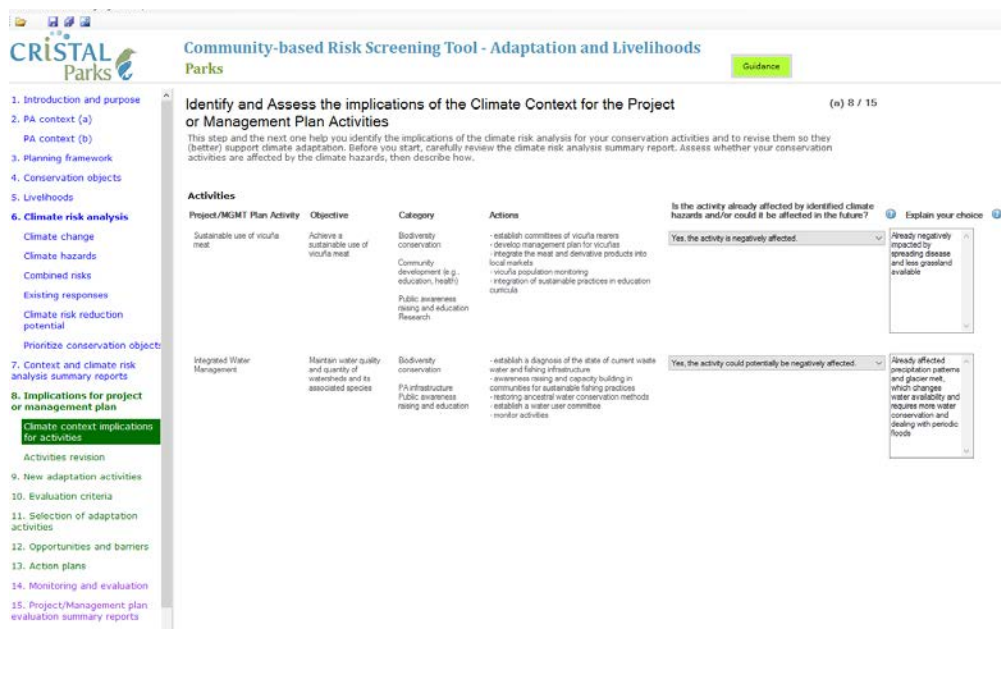 CRiSTAL
Parks
Community-based Risk Screening Tool - Adaptation and Livelihoods
Parks
Guidance
1. Introduction and purpose
2. PA context (a)
PA context (b)
3. Planning framework
4. Conservation objects
5. Livelihoods
6. Climate risk analysis
Climate change
Climate hazards
Combined risks
Existing responses
Climate risk reduction
potential
Prioritize conservation objects
7. Context and climate risk
analysis summary reports
8. Implications for project
or management plan
Climate context implications
for activities
Activities revision
9. New adaptation activities
10. Evaluation criteria
11. Selection of adaptation
activities
12. Opportunities and barriers
13. Action plans
14. Monitoring and evaluation
15. Project/Management plan
evaluation summary reports
Identify and Assess the implications of the Climate Context for the Project
or Management Plan Activities
(a) 8 / 15
This step and the next one help you identify the implications of the climate risk analysis for your conservation activities and to revise them so they
(better) support climate adaptation. Before you start, carefully review the climate risk analysis summary report. Assess whether your conservation
activities are affected by the climate hazards, then describe how.
Activities
Project/MGMT Plan Activity
Objective
Category
Actions
Is the activity already affected by identified climate
hazards and/or could it be affected in the future?
Explain your choice
Sustainable use of vicuña
meat
Achieve a
sustainable use of
vicuña meat
Biodiversity
conservation
Community
development (e.g.,
education, health)
Public awareness
raising and education
Research
- establish committees of vicuña rearers
- develop management plan for vicuñas
- integrate the meat and derivative products into
local markets
- vicuña population monitoring
- integration of sustainable practices in education
curricula
Yes, the activity is negatively affected.
Already negatively
impacted by
spreading disease
and less grassland
available
Integrated Water
Management
Maintain water quality
and quantity of
watersheds and its
associated species
Biodiversity
conservation
PA infrastructure
Public awareness
raising and education
- establish a diagnosis of the state of current waste
water and fishing infrastructure
- awareness raising and capacity building in
communities for sustainable fishing practices
- restoring ancestral water conservation methods
- establish a water user committee
- monitor activities
Yes, the activity could potentially be negatively affected.
Already affected
precipitation patterns
and glacier melt,
which changes
water availability and
requires more water
conservation and
dealing with periodic
floods